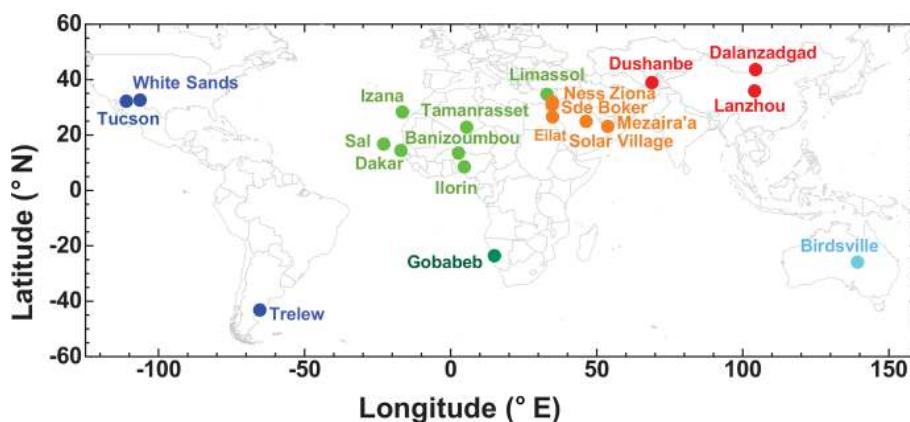 Latitude (° N)
60
40
20
0
-20
-40
-60
White Sands
Tucson
Trelew
Izana
Tamanrasset
Sal
Banizoumbou
Dakar
Ilorin
Gobabeb
Limassol
Ness Ziona
Sde Boker
Eilat
Mezaira'a
Solar Village
Dushanbe
Dalanzadgad
Lanzhou
Birdsville
-100 -50 0 50 100 150
Longitude (° E)